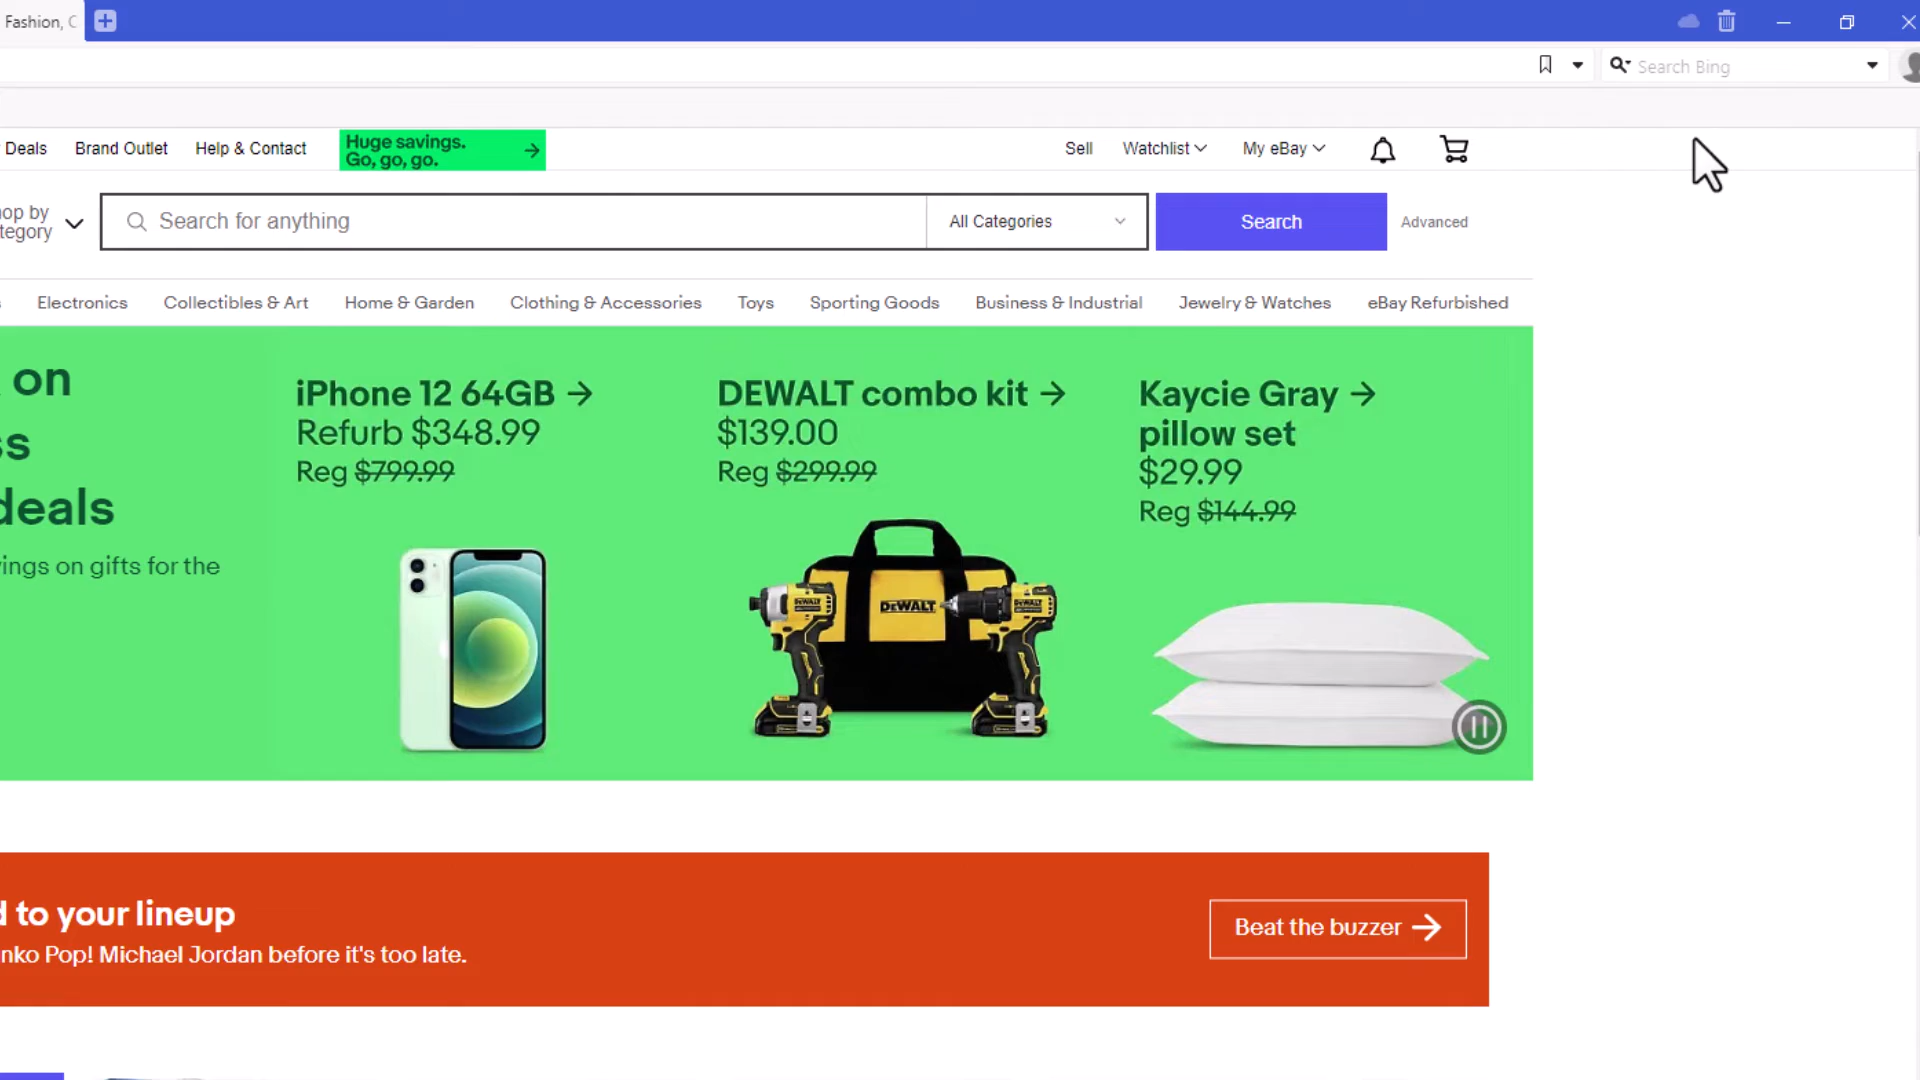 Fashion, C
Search Bing
Deals Brand Outlet Help & Contact Huge savings.
Go, go, go. Sell Watchlist My eBay
op by
tegory
Search for anything All Categories Search Advanced
Electronics Collectibles & Art Home & Garden Clothing & Accessories Toys Sporting Goods Business & Industrial Jewelry & Watches eBay Refurbished
on
ss
deals
ings on gifts for the
iPhone 12 64GB →
Refurb $348.99
Reg $799.99
DEWALT combo kit →
$139.00
Reg $299.99
Kaycie Gray →
pillow set
$29.99
Reg $144.99
DEWALT
DEWALT
DEWALT
d to your lineup
nko Pop! Michael Jordan before it's too late.
Beat the buzzer →